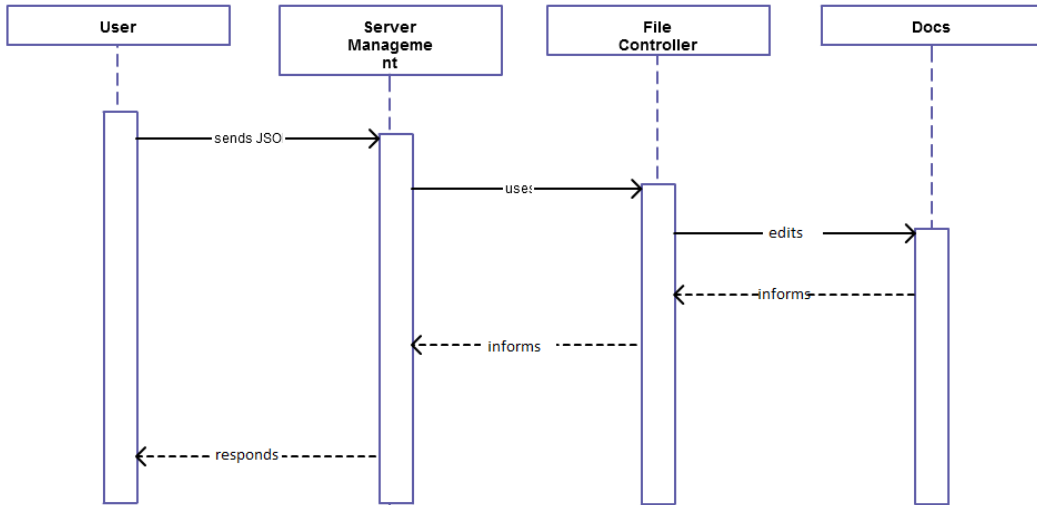 User
Server
Manageme
nt
File
Controller
Docs
sends JSO
uses
edits
informs
informs
responds